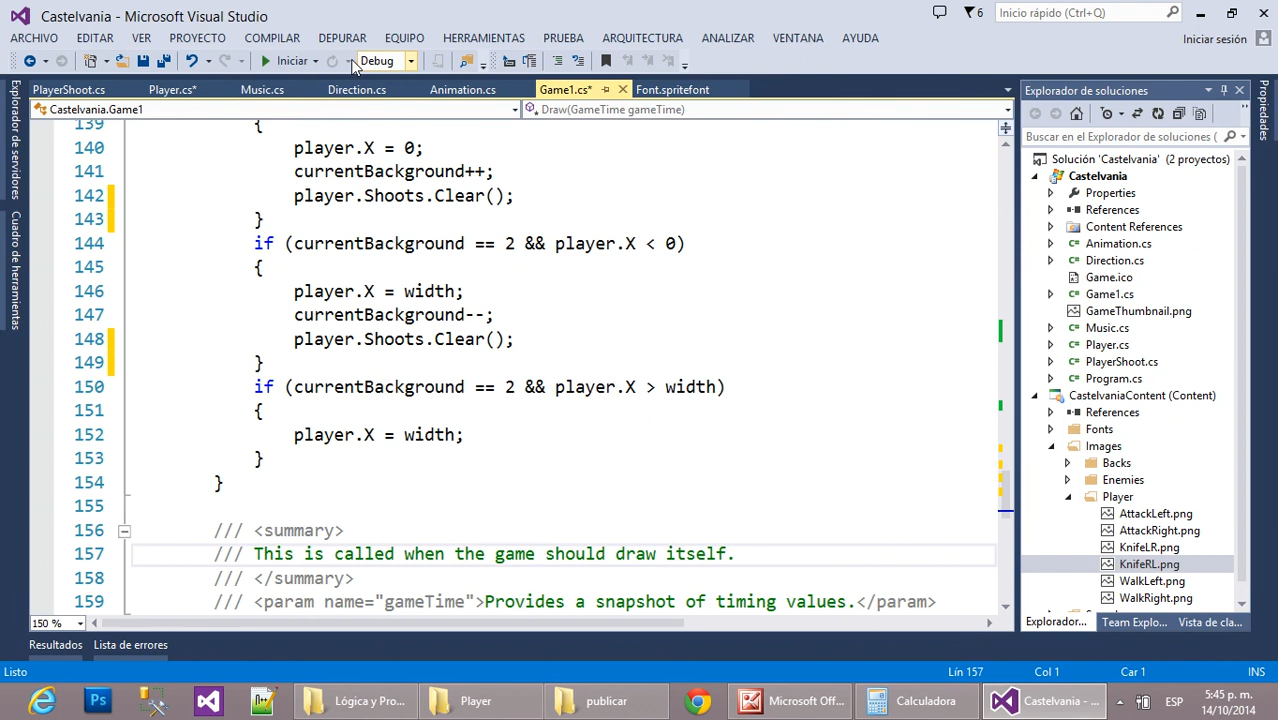 Castelvania - Microsoft Visual Studio
6
Inicio rápido (Ctrl+Q)
ARCHIVO EDITAR VER PROYECTO COMPILAR DEPURAR EQUIPO HERRAMIENTAS PRUEBA ARQUITECTURA ANALIZAR VENTANA AYUDA
Iniciar sesión
Iniciar
Debug
PlayerShoot.cs Player.cs* Music.cs Direction.cs Animation.cs Game1.cs* Font.spritefont
Castelvania.Game1
Draw(GameTime gameTime)
139 {
140 player.X = 0;
141 currentBackground++;
142 player.Shoots.Clear();
143 }
144 if (currentBackground == 2 && player.X < 0)
145 {
146 player.X = width;
147 currentBackground--;
148 player.Shoots.Clear();
149 }
150 if (currentBackground == 2 && player.X > width)
151 {
152 player.X = width;
153 }
154 }
155
156 /// <summary>
157 /// This is called when the game should draw itself.
158 /// </summary>
159 /// <param name="gameTime">Provides a snapshot of timing values.</param>
150 %
Explorador de servidores
Cuadro de herramientas
Explorador de soluciones
Buscar en el Explorador de soluciones (
Solución 'Castelvania' (2 proyectos)
Castelvania
Properties
References
Content References
Animation.cs
Direction.cs
Game.ico
Game1.cs
GameThumbnail.png
Music.cs
Player.cs
PlayerShoot.cs
Program.cs
CastelvaniaContent (Content)
References
Fonts
Images
Backs
Enemies
Player
AttackLeft.png
AttackRight.png
KnifeLR.png
KnifeRL.png
WalkLeft.png
WalkRight.png
Explorador... Team Explo... Vista de cla...
Propiedades
Resultados Lista de errores
Listo
Lín 157 Col 1 Car 1 INS
Ps
Lógica y Pro...
Player
publicar
Microsoft Off...
Calculadora
Castelvania - ...
ESP
5:45 p. m.
14/10/2014